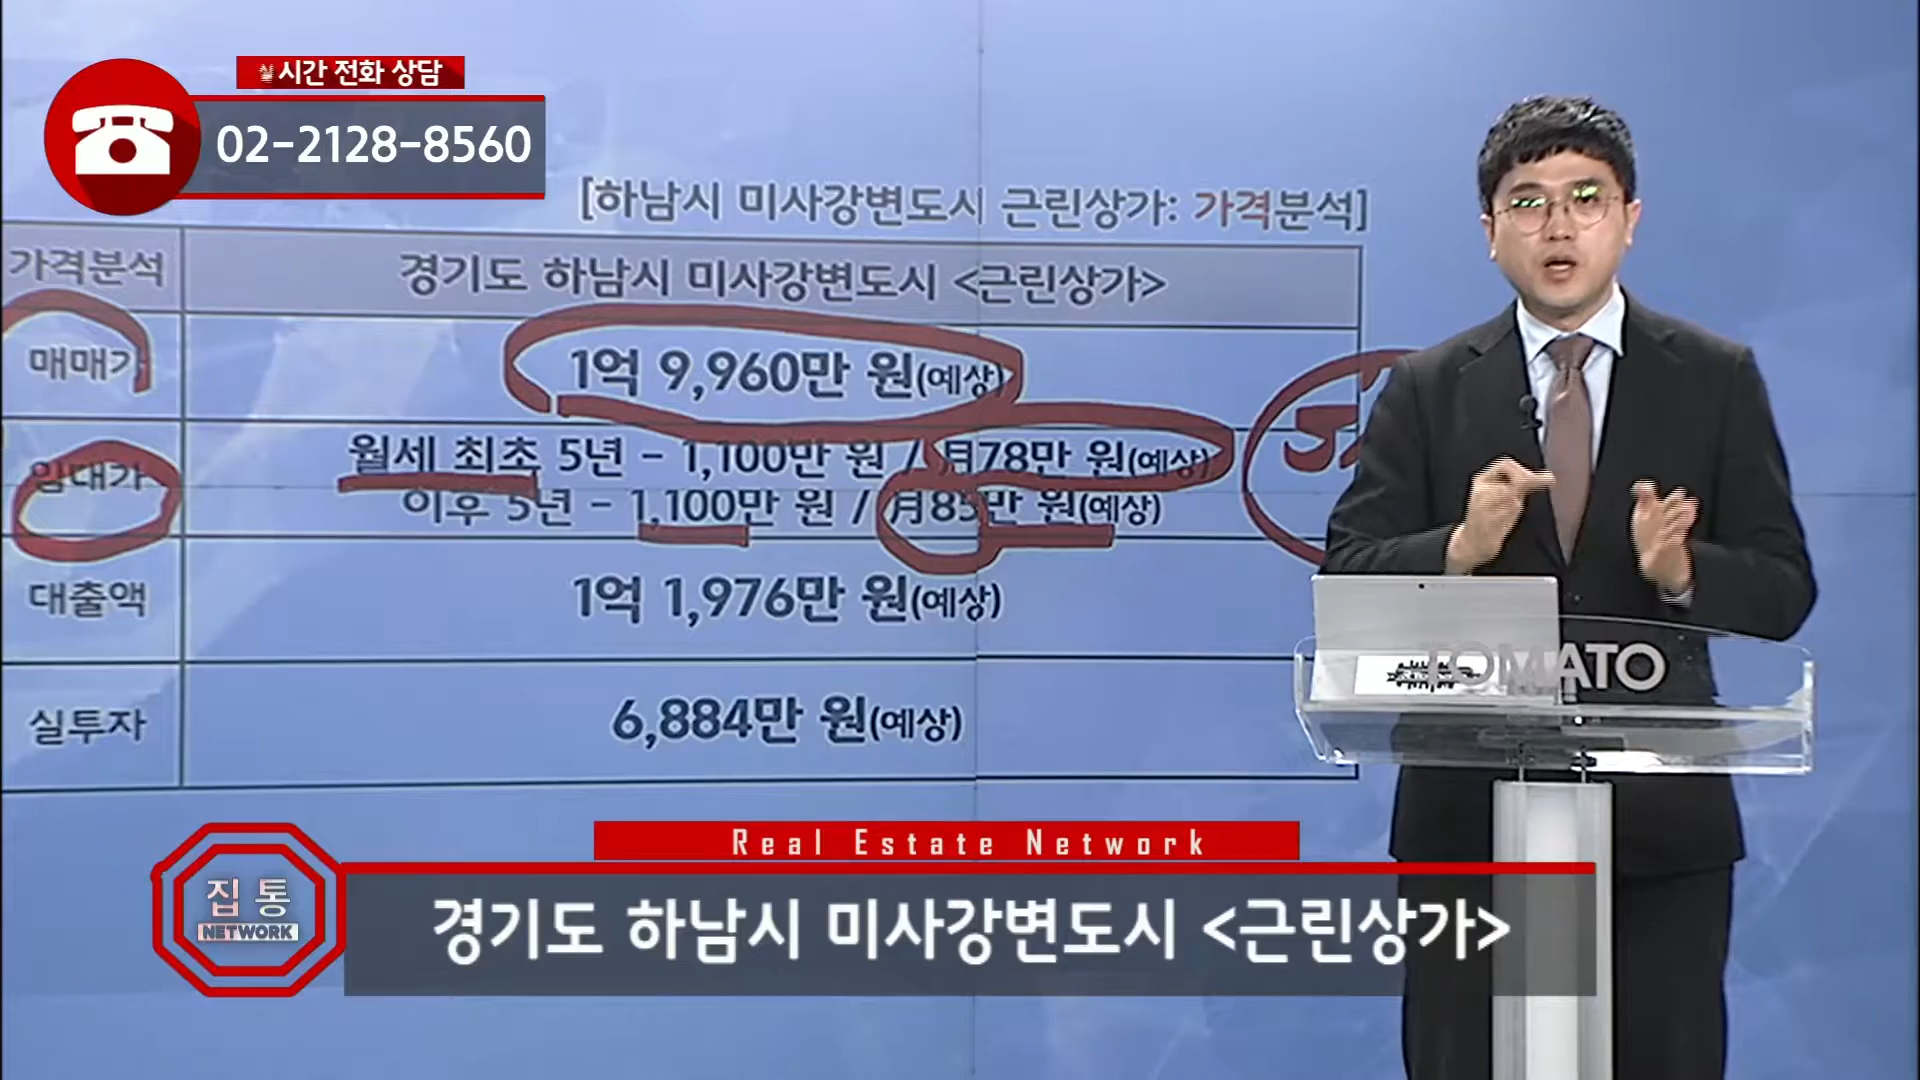 실시간 전화 상담
02-2128-8560
[하남시 미사강변도시 근린상가: 가격분석]
가격분석
경기도 하남시 미사강변도시 <근린상가>
매매가
1억 9,960만 원(예상)
임대가
월세 최초 5년 - 1,100만 원 / 月78만 원(예상)
이후 5년 - 1,100만 원 / 月85만 원(예상)
대출액
1억 1,976만 원(예상)
실투자
6,884만 원(예상)
TOMATO
Real Estate Network
집통
NETWORK
경기도 하남시 미사강변도시 <근린상가>